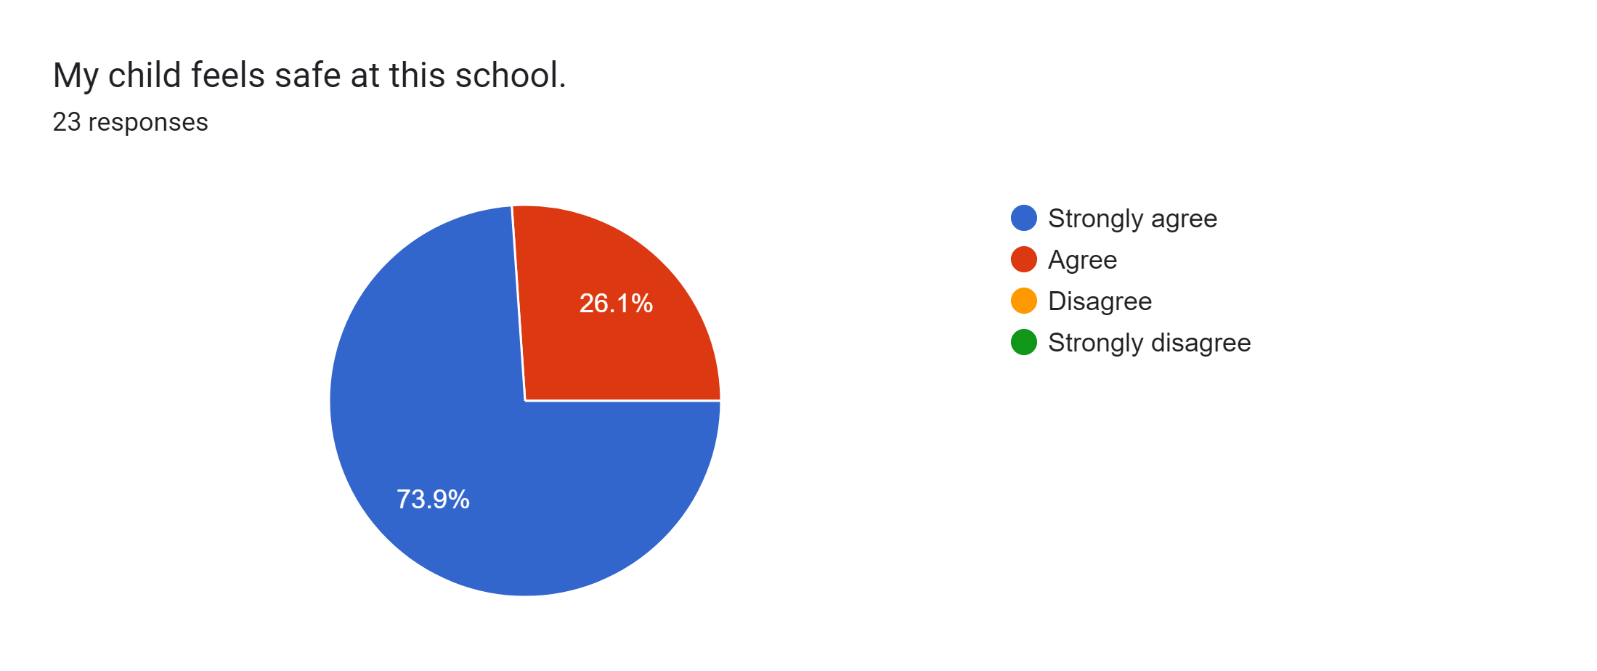 My child feels safe at this school.
23 responses
26.1%
73.9%
Strongly agree
Agree
Disagree
Strongly disagree